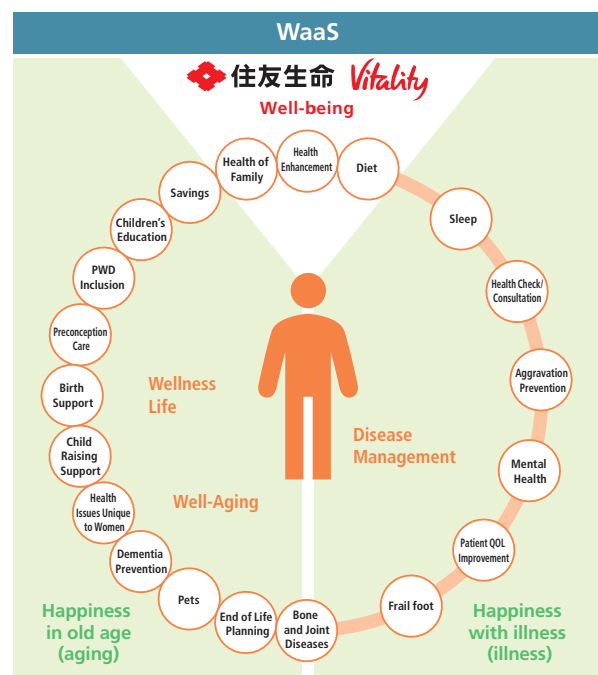 WaaS
住友生命 Vitality
Well-being
Health of
Family
Health
Enhancement
Diet
Sleep
Health Check/
Consultation
Aggravation
Prevention
Mental
Health
Patient QOL
Improvement
Frail foot
Bone
and Joint
Diseases
End of Life
Planning
Pets
Dementia
Prevention
Health
Issues Unique
to Women
Child
Raising
Support
Birth
Support
Preconception
Care
PWD
Inclusion
Children's
Education
Savings
Wellness
Life
Disease
Management
Well-Aging
Happiness
in old age
(aging)
Happiness
with illness
(illness)